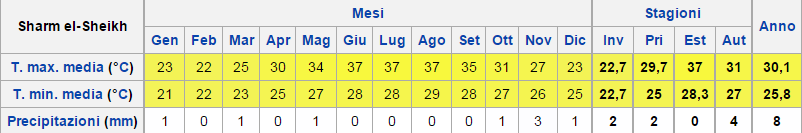 Sharm el-Sheikh Mesi Stagioni Anno
Gen Feb Mar Apr Mag Giu Lug Ago Set Ott Nov Dic Inv Pri Est Aut
T. max. media (°C) 23 22 25 30 34 37 37 37 35 31 27 23 22,7 29,7 37 31 30,1
T. min. media (°C) 21 22 23 25 27 28 28 29 28 27 26 25 22,7 25 28,3 27 25,8
Precipitazioni (mm) 1 0 1 0 1 0 0 0 0 1 3 1 2 2 0 4 8